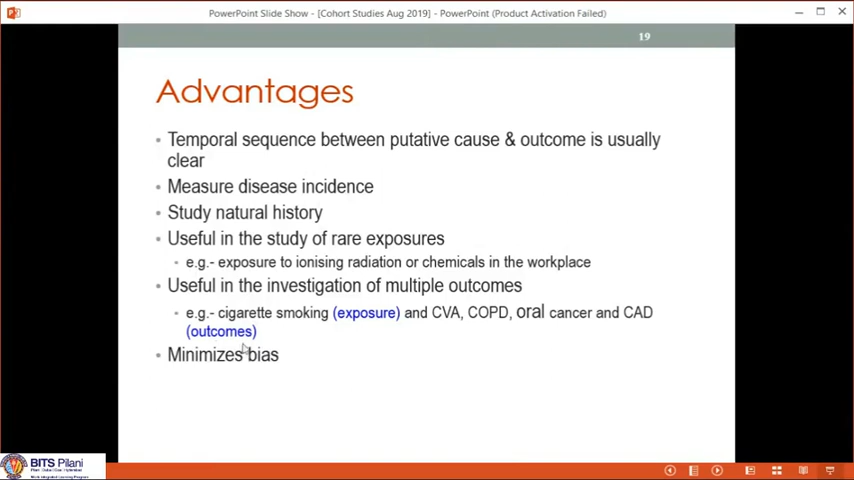 PowerPoint Slide Show - [Cohort Studies Aug 2019] - PowerPoint (Product Activation Failed)
19
Advantages
Temporal sequence between putative cause & outcome is usually
clear
Measure disease incidence
Study natural history
Useful in the study of rare exposures
e.g.- exposure to ionising radiation or chemicals in the workplace
Useful in the investigation of multiple outcomes
e.g.- cigarette smoking (exposure) and CVA, COPD, oral cancer and CAD
(outcomes)
Minimizes bias
BITS Pilani